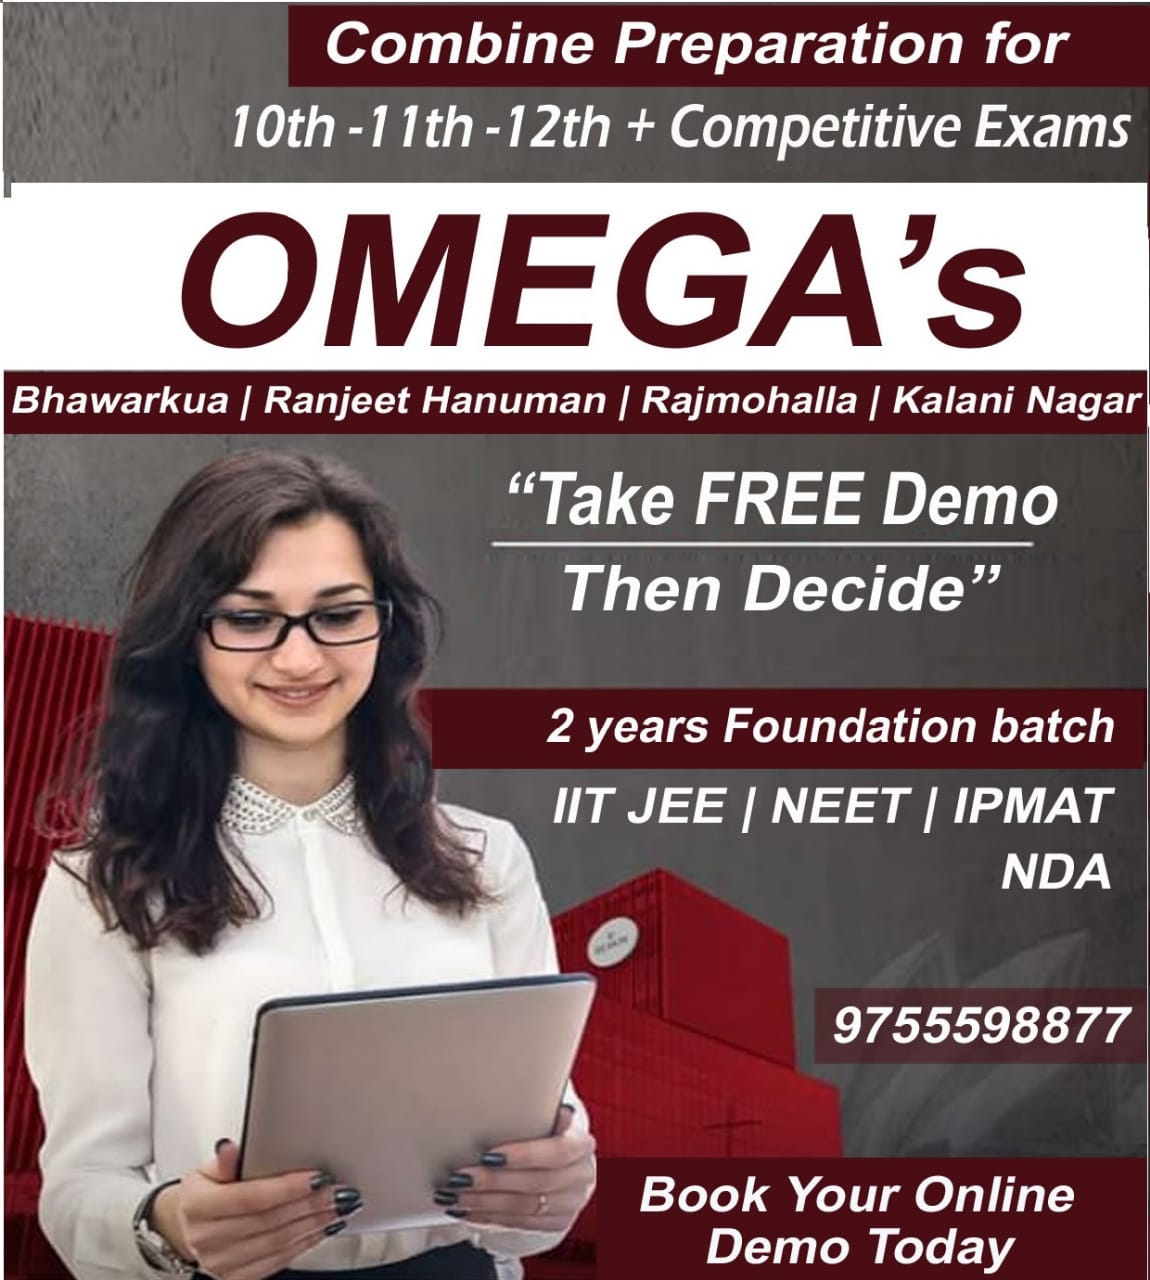 Combine Preparation for
10th -11th -12th + Competitive Exams
OMEGA’s
Bhawarkua | Ranjeet Hanuman | Rajmohalla | Kalani Nagar
“Take FREE Demo
Then Decide”
2 years Foundation batch
IIT JEE | NEET | IPMAT
NDA
9755598877
Book Your Online
Demo Today